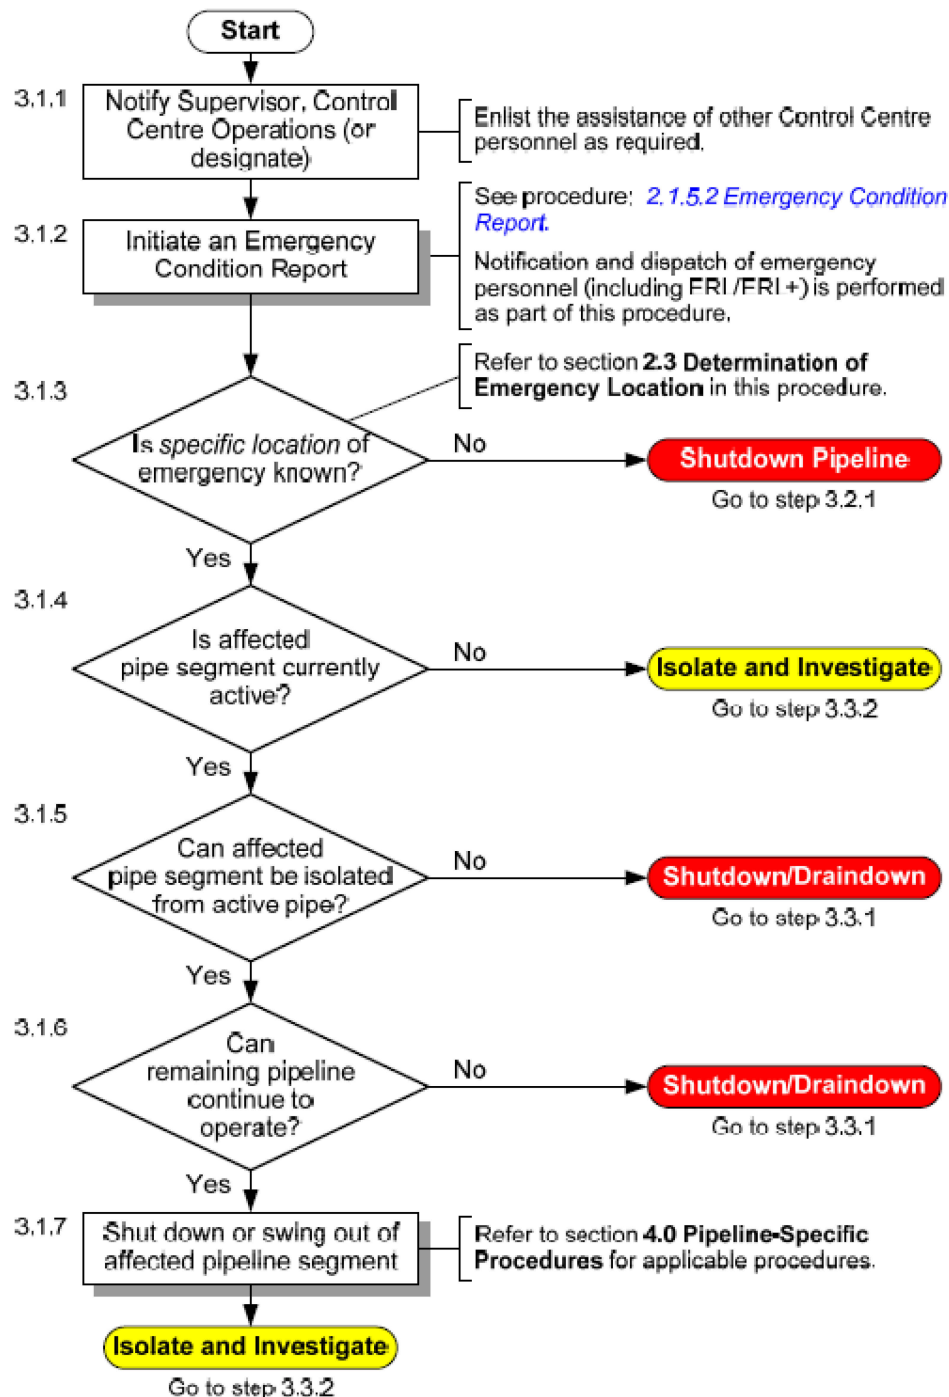 Start
3.1.1
Notify Supervisor, Control
Centre Operations (or
designate)
Enlist the assistance of other Control Centre
personnel as required.
3.1.2
Initiate an Emergency
Condition Report
See procedure: 2.1.5.2 Emergency Condition
Report.
Notification and dispatch of emergency
personnel (including FRL/FRL+) is performed
as part of this procedure.
3.1.3
Refer to section 2.3 Determination of
Emergency Location in this procedure.
Is specific location of
emergency known?
No
Shutdown Pipeline
Go to step 3.2.1
Yes
3.1.4
Is affected
pipe segment currently
active?
No
Isolate and Investigate
Go to step 3.3.2
Yes
3.1.5
Can affected
pipe segment be isolated
from active pipe?
No
Shutdown/Draindown
Go to step 3.3.1
Yes
3.1.6
Can
remaining pipeline
continue to
operate?
No
Shutdown/Draindown
Go to step 3.3.1
Yes
3.1.7
Shut down or swing out of
affected pipeline segment
Refer to section 4.0 Pipeline-Specific
Procedures for applicable procedures.
Isolate and Investigate
Go to step 3.3.2